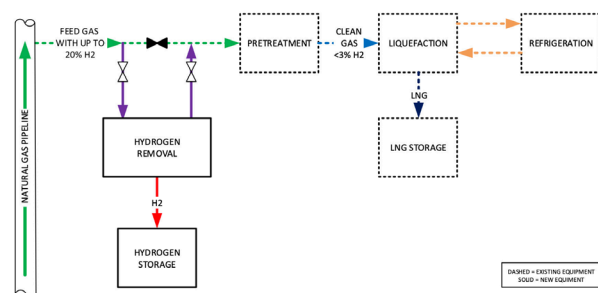 FEED GAS
WITH UP TO
20% H2
PRETREATMENT
CLEAN
GAS
<3% H2
LIQUEFACTION
REFRIGERATION
NATURAL GAS PIPELINE
LNG
HYDROGEN
REMOVAL
LNG STORAGE
H2
HYDROGEN
STORAGE
DASHED = EXISTING EQUIPMENT
SOLID = NEW EQUIMENT